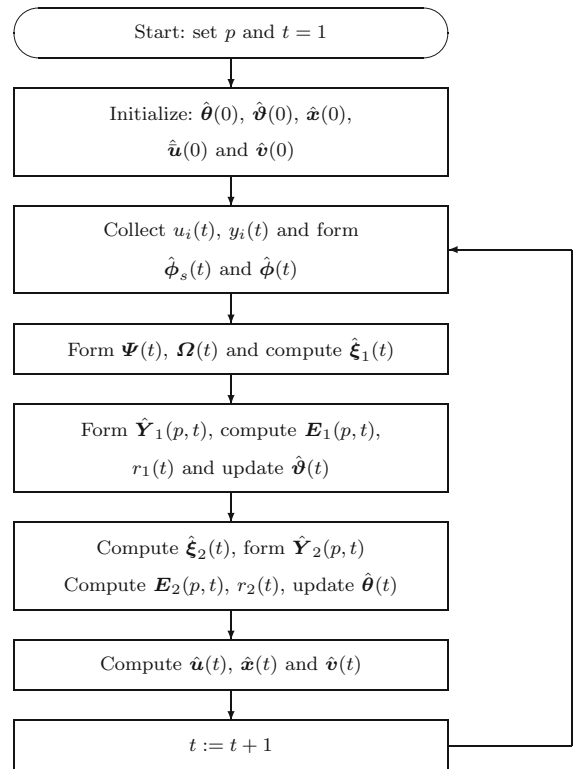 Start: set p and t = 1
Initialize: θ̂(0), ϑ̂(0), x̂(0),
ū̂(0) and v̂(0)
Collect uᵢ(t), yᵢ(t) and form
ϕ̂ₛ(t) and ϕ̂(t)
Form Ψ(t), Ω(t) and compute ξ̂₁(t)
Form Ŷ₁(p, t), compute E₁(p, t),
r₁(t) and update ϑ̂(t)
Compute ξ̂₂(t), form Ŷ₂(p, t)
Compute E₂(p, t), r₂(t), update θ̂(t)
Compute û(t), x̂(t) and v̂(t)
t := t + 1